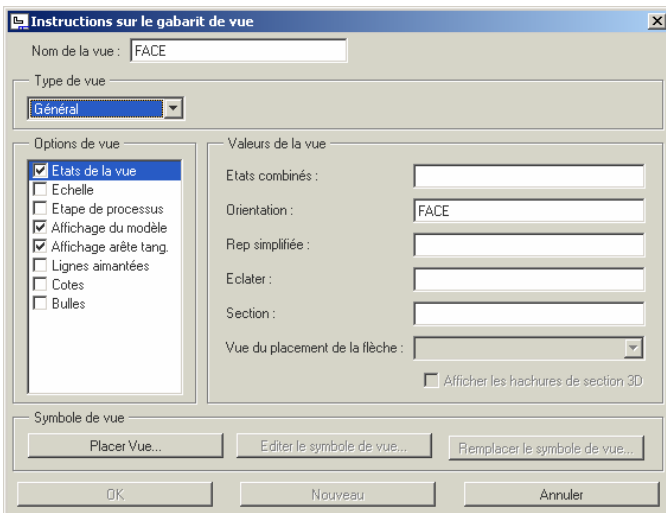 Instructions sur le gabarit de vue
Nom de la vue : FACE
Type de vue
Général
Options de vue
Etats de la vue
Echelle
Etape de processus
Affichage du modèle
Affichage arête tang.
Lignes aimantées
Cotes
Bulles
Valeurs de la vue
Etats combinés :
Orientation : FACE
Rep simplifiée :
Eclater :
Section :
Vue du placement de la flèche :
Afficher les hachures de section 3D
Symbole de vue
Placer Vue... Editer le symbole de vue... Remplacer le symbole de vue...
OK Nouveau Annuler